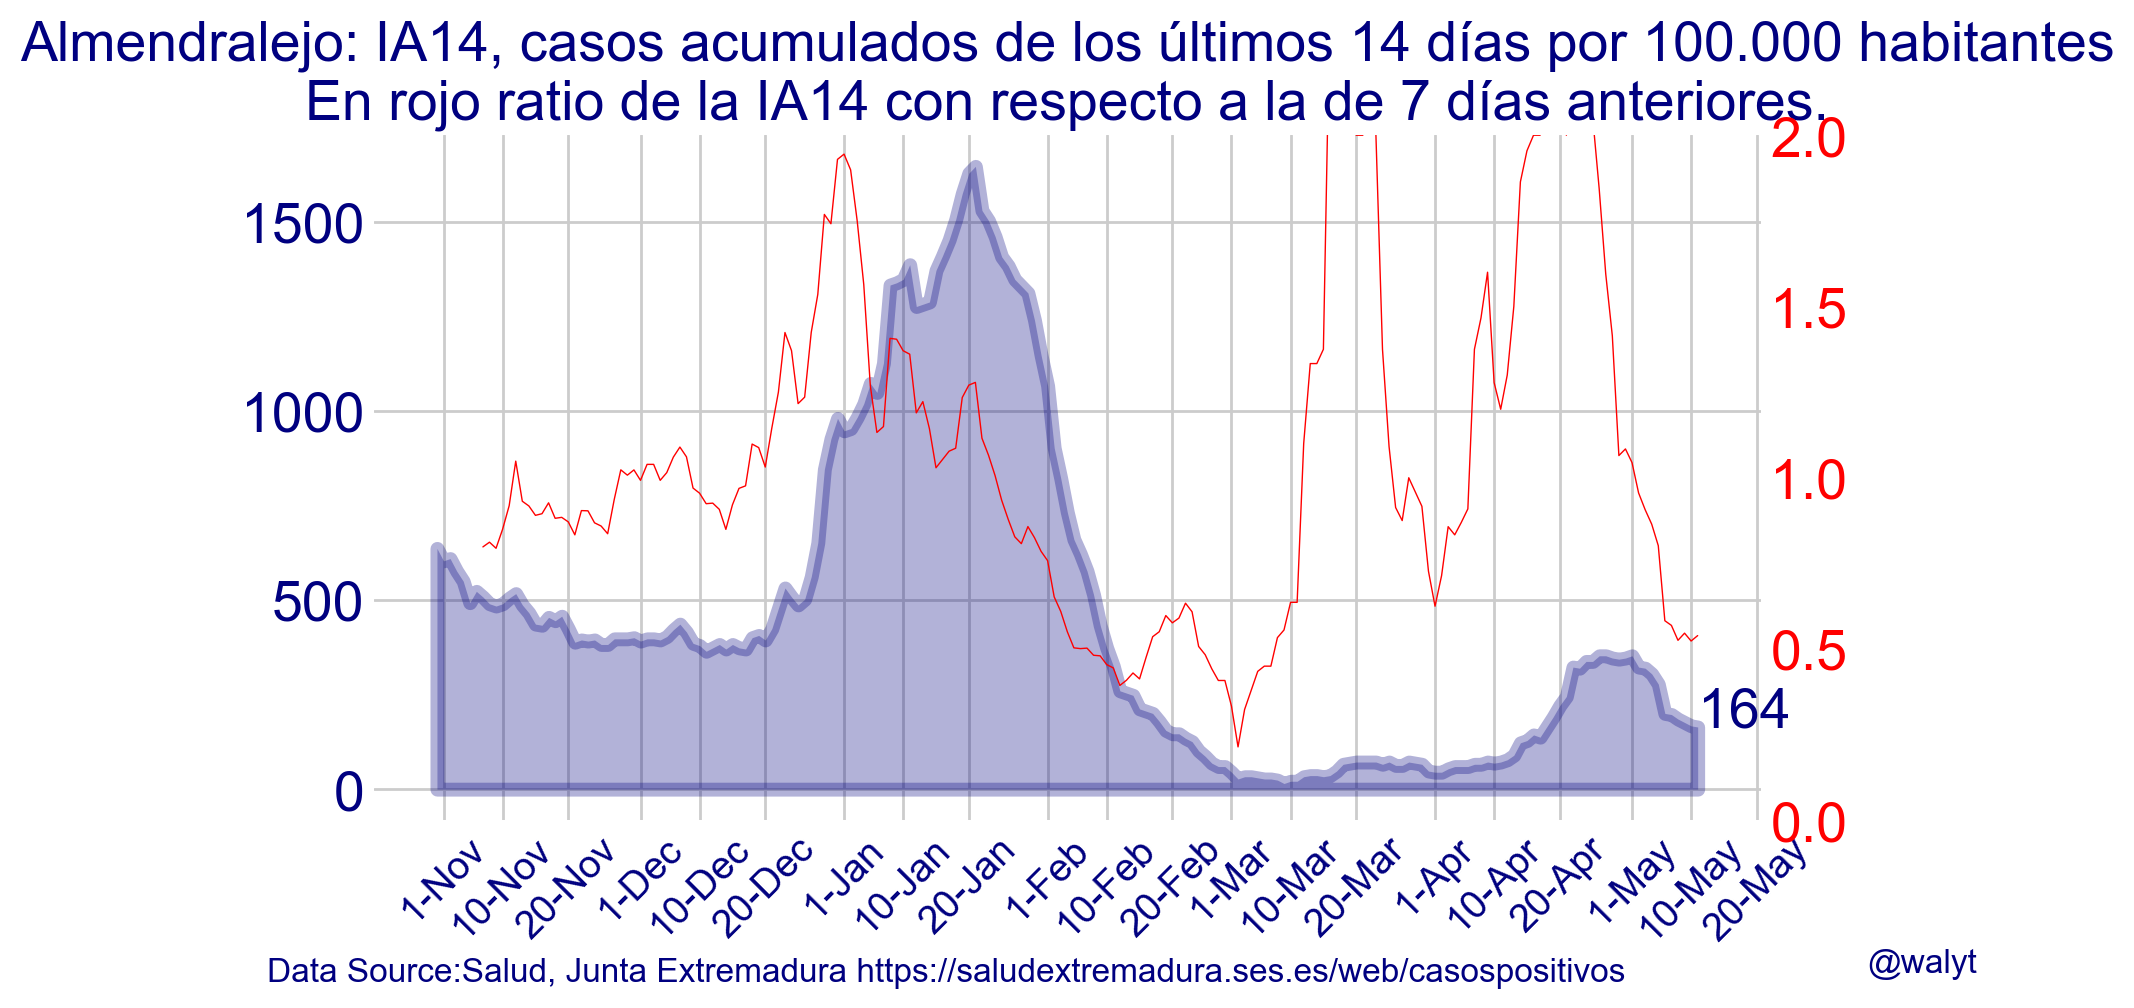 Almendralejo: IA14, casos acumulados de los últimos 14 días por 100.000 habitantes
En rojo ratio de la IA14 con respecto a la de 7 días anteriores.
2.0
1500
1.5
1000
1.0
500
0.5
164
0
0.0
1-Nov
10-Nov
20-Nov
1-Dec
10-Dec
20-Dec
1-Jan
10-Jan
20-Jan
1-Feb
10-Feb
20-Feb
1-Mar
10-Mar
20-Mar
1-Apr
10-Apr
20-Apr
1-May
10-May
20-May
Data Source:Salud, Junta Extremadura https://saludextremadura.ses.es/web/casospositivos
@walyt